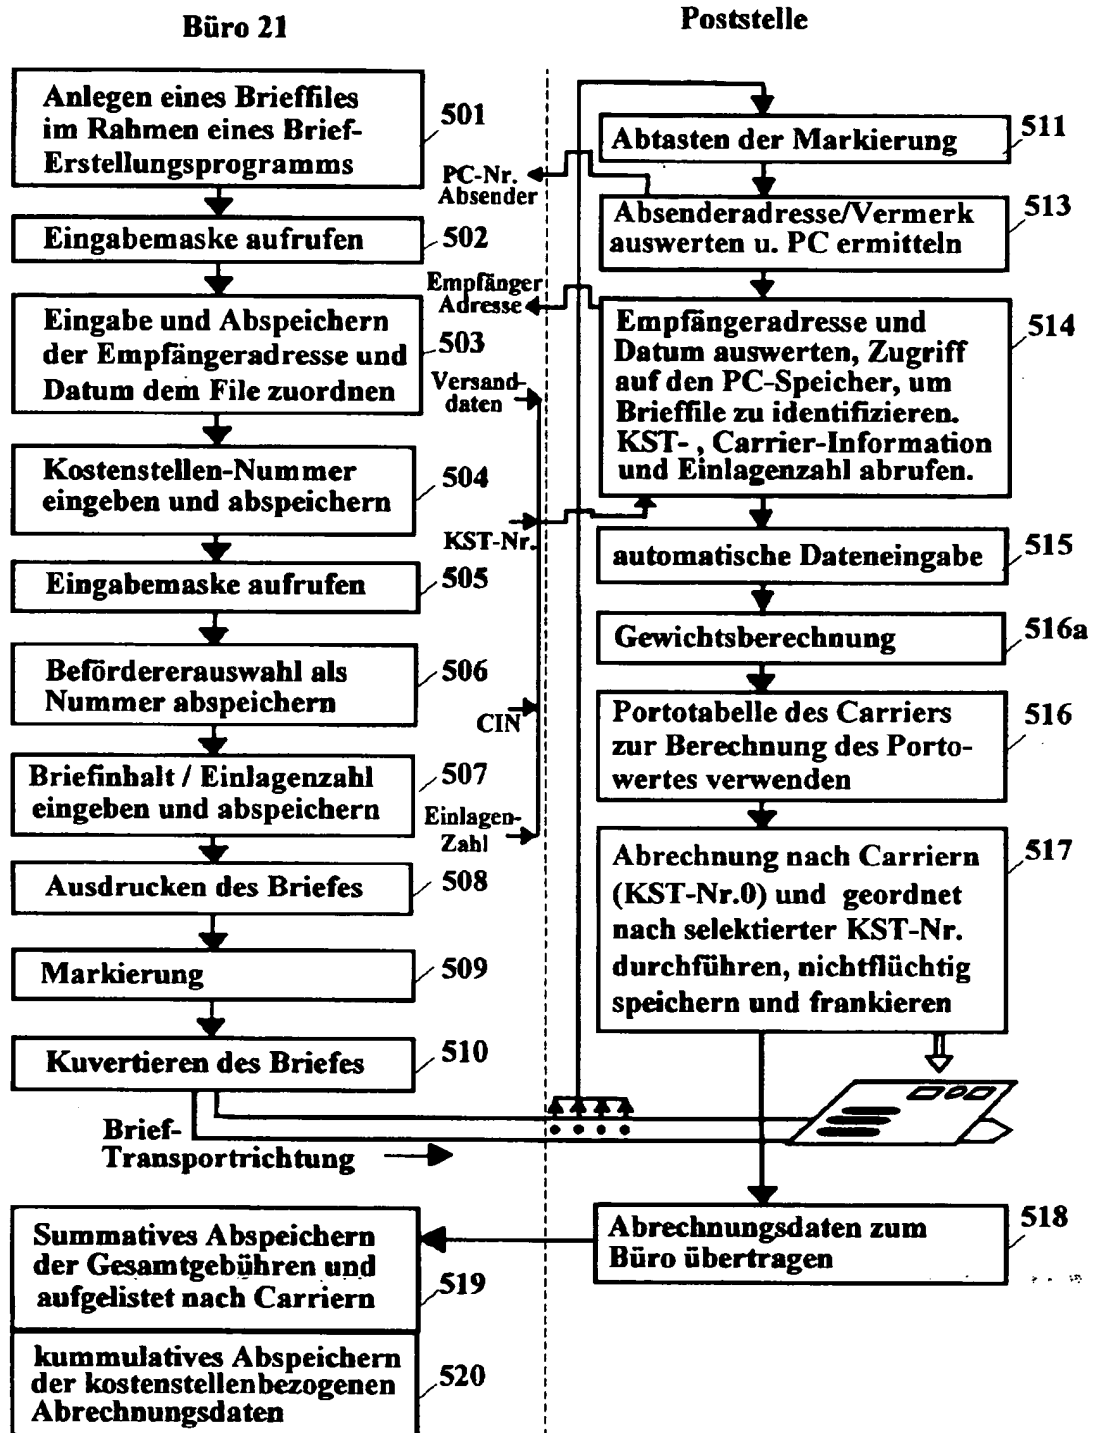 Büro 21
Anlegen eines Brieffiles
im Rahmen eines Brief-
Erstellungsprogramms
501
Eingabemaske aufrufen
502
Eingabe und Abspeichern
der Empfängeradresse und
Datum dem File zuordnen
503
Kostenstellen-Nummer
eingeben und abspeichern
504
Eingabemaske aufrufen
505
Befördererauswahl als
Nummer abspeichern
506
Briefinhalt / Einlagenzahl
eingeben und abspeichern
507
Ausdrucken des Briefes
508
Markierung
509
Kuvertieren des Briefes
510
Brief-
Transportrichtung
Summatives Abspeichern
der Gesamtgebühren und
aufgelistet nach Carriern
519
kummulatives Abspeichern
der kostenstellenbezogenen
Abrechnungsdaten
520
PC-Nr.
Absender
Empfänger
Adresse
Versand-
daten
KST-Nr.
CIN
Einlagen-
Zahl
Poststelle
Abtasten der Markierung
511
Absenderadresse/Vermerk
auswerten u. PC ermitteln
513
Empfängeradresse und
Datum auswerten, Zugriff
auf den PC-Speicher, um
Brieffile zu identifizieren.
KST- , Carrier-Information
und Einlagenzahl abrufen.
514
automatische Dateneingabe
515
Gewichtsberechnung
516a
Portotabelle des Carriers
zur Berechnung des Porto-
wertes verwenden
516
Abrechnung nach Carriern
(KST-Nr.0) und geordnet
nach selektierter KST-Nr.
durchführen, nichtflüchtig
speichern und frankieren
517
Abrechnungsdaten zum
Büro übertragen
518